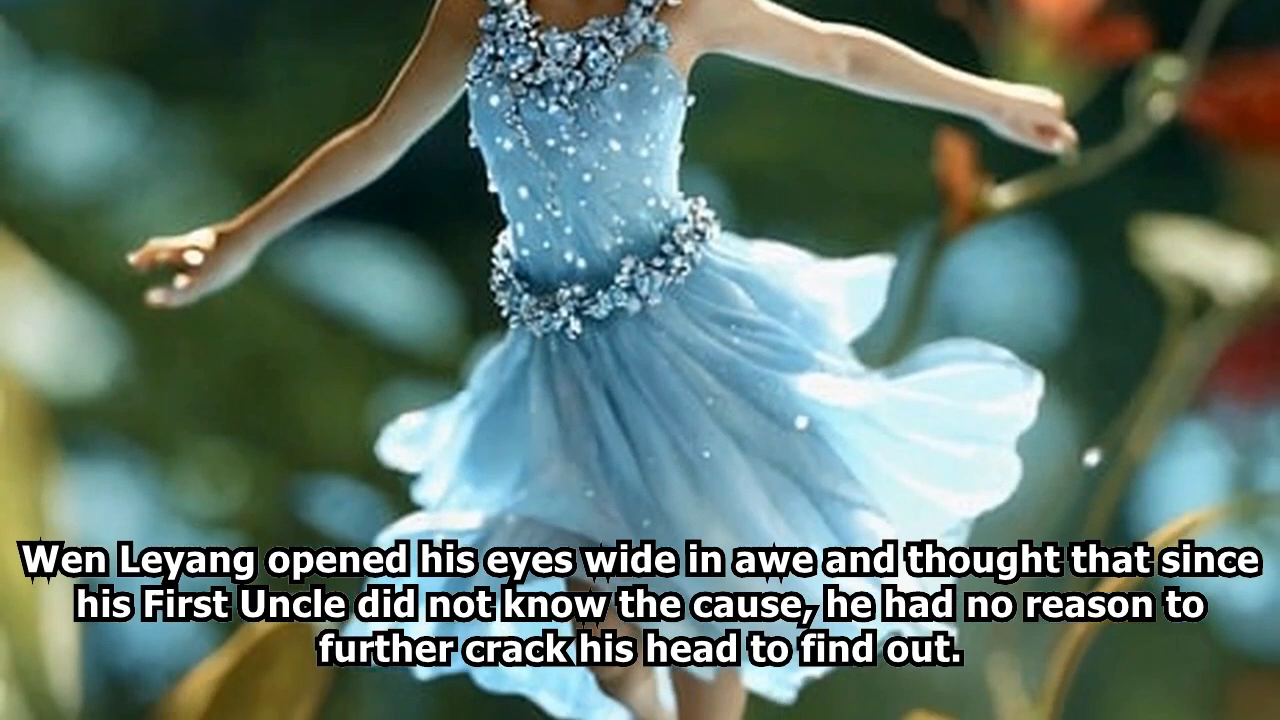 Wen Leyang opened his eyes wide in awe and thought that since
his First Uncle did not know the cause, he had no reason to
further crack his head to find out.